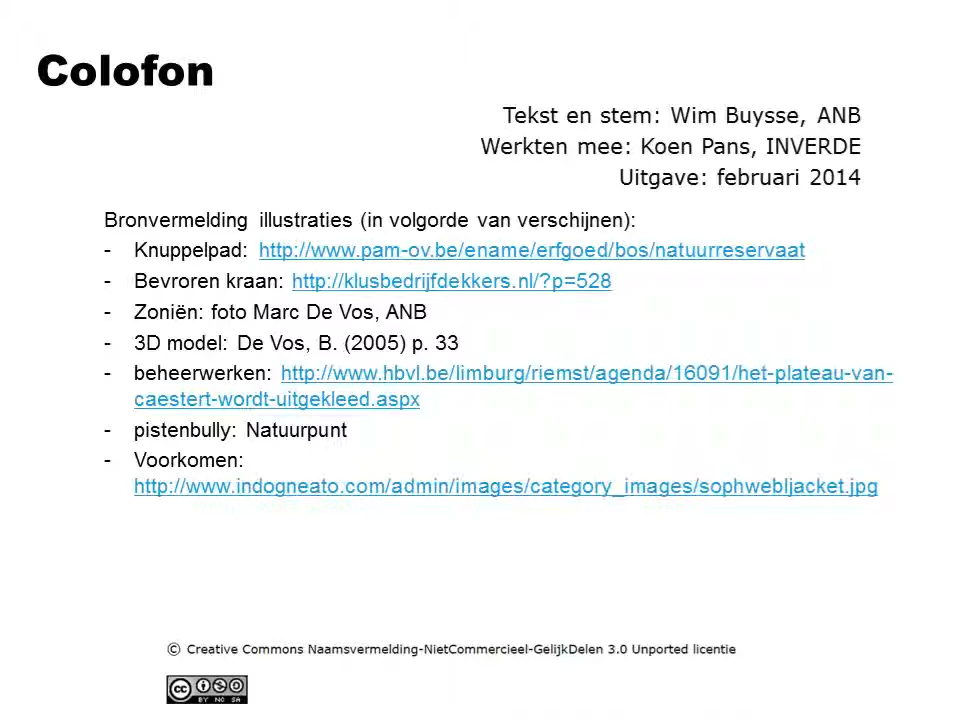 Colofon
Tekst en stem: Wim Buysse, ANB
Werkten mee: Koen Pans, INVERDE
Uitgave: februari 2014
Bronvermelding illustraties (in volgorde van verschijnen):
- Knuppelpad: http://www.pam-ov.be/ename/erfgoed/bos/natuurreservaat
- Bevroren kraan: http://klusbedrijfdekkers.nl/?p=528
- Zoniën: foto Marc De Vos, ANB
- 3D model: De Vos, B. (2005) p. 33
- beheerwerken: http://www.hbvl.be/limburg/riemst/agenda/16091/het-plateau-van-
caestert-wordt-uitgekleed.aspx
- pistenbully: Natuurpunt
- Voorkomen:
http://www.indogneato.com/admin/images/category_images/sophwebljacket.jpg
© Creative Commons Naamsvermelding-NietCommercieel-GelijkDelen 3.0 Unported licentie
cc
BY NC SA